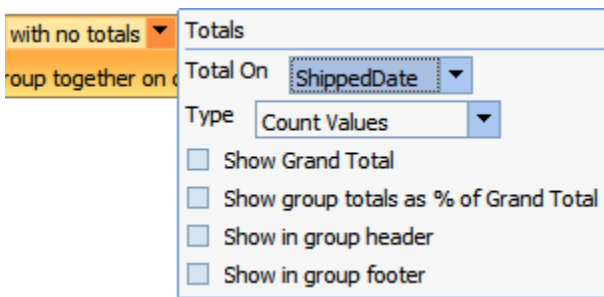 with no totals
roup together on
Totals
Total On ShippedDate
Type Count Values
Show Grand Total
Show group totals as % of Grand Total
Show in group header
Show in group footer